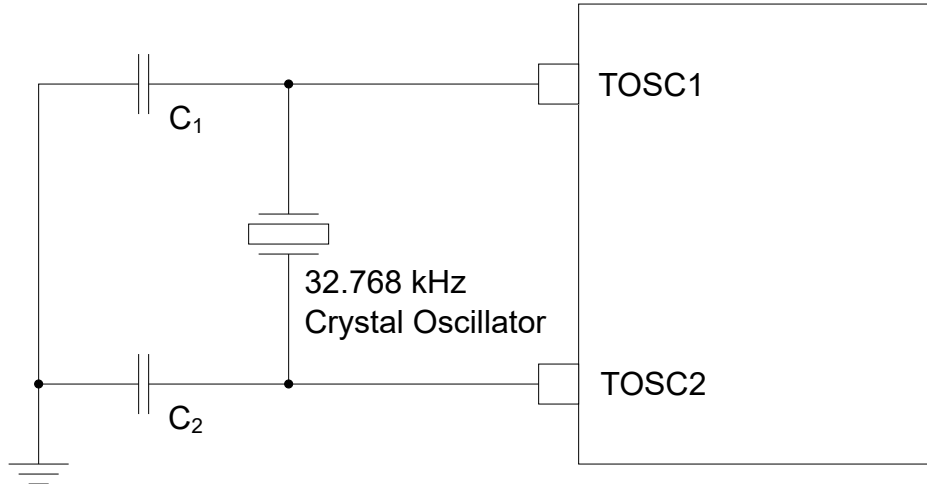 TOSC1
C₁
32.768 kHz
Crystal Oscillator
TOSC2
C₂